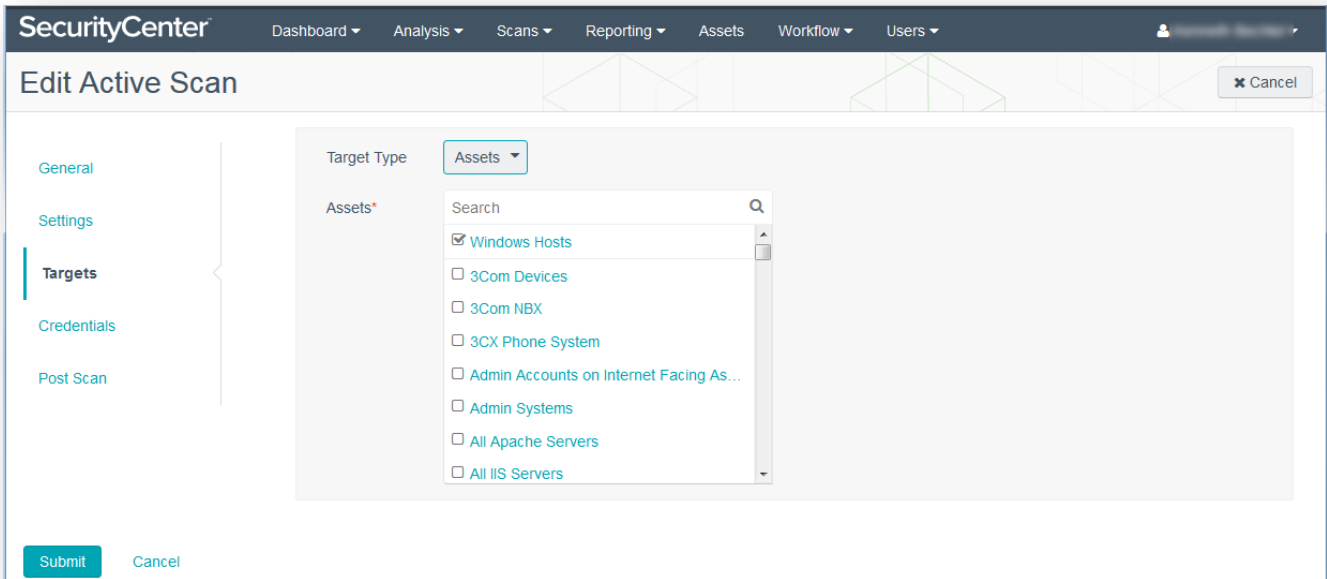 SecurityCenter
Dashboard Analysis Scans Reporting Assets Workflow Users
Edit Active Scan
Cancel
General
Settings
Targets
Credentials
Post Scan
Target Type Assets
Assets* Search
Windows Hosts
3Com Devices
3Com NBX
3CX Phone System
Admin Accounts on Internet Facing As...
Admin Systems
All Apache Servers
All IIS Servers
Submit Cancel